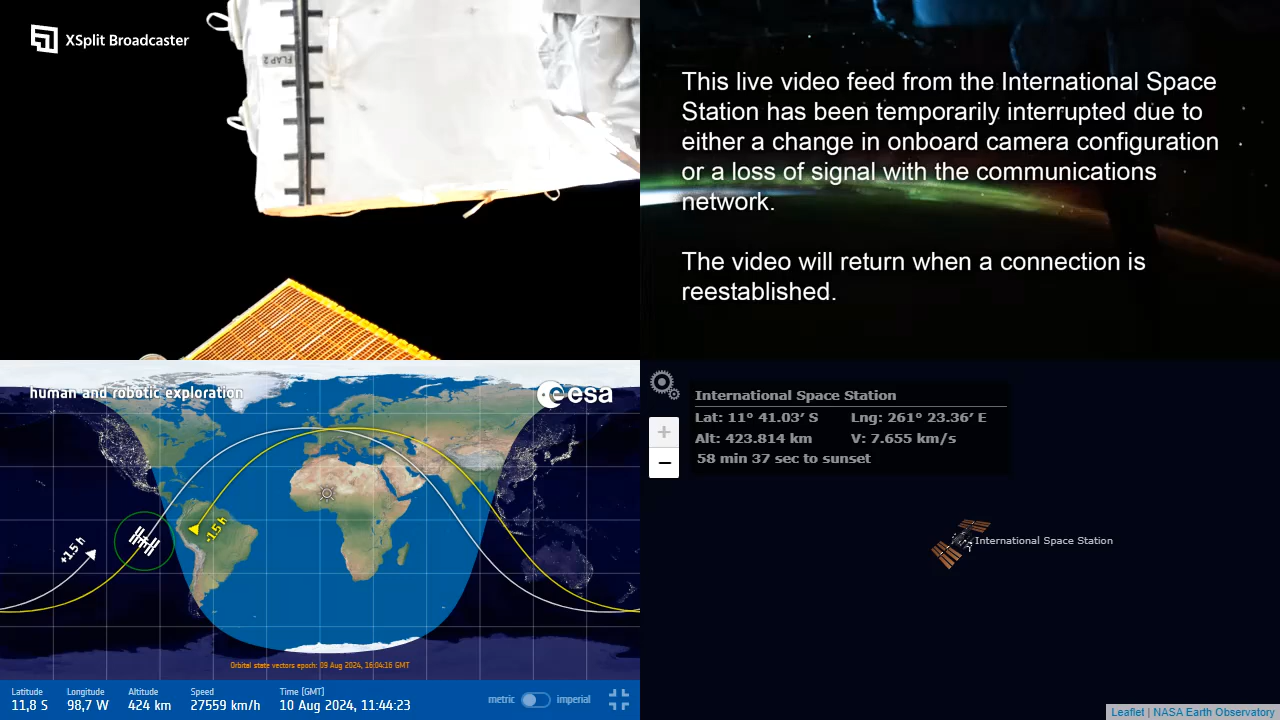 XSplit Broadcaster
FLAP 2
This live video feed from the International Space
Station has been temporarily interrupted due to
either a change in onboard camera configuration
or a loss of signal with the communications
network.
The video will return when a connection is
reestablished.
human and robotic exploration
esa
+1.5 h
-1.5 h
Orbital state vectors epoch: 09 Aug 2024, 16:04:16 GMT
Latitude
11,8 S
Longitude
98,7 W
Altitude
424 km
Speed
27559 km/h
Time [GMT]
10 Aug 2024, 11:44:23
metric
imperial
+
−
International Space Station
Lat: 11° 41.03′ S Lng: 261° 23.36′ E
Alt: 423.814 km V: 7.655 km/s
58 min 37 sec to sunset
International Space Station
Leaflet | NASA Earth Observatory